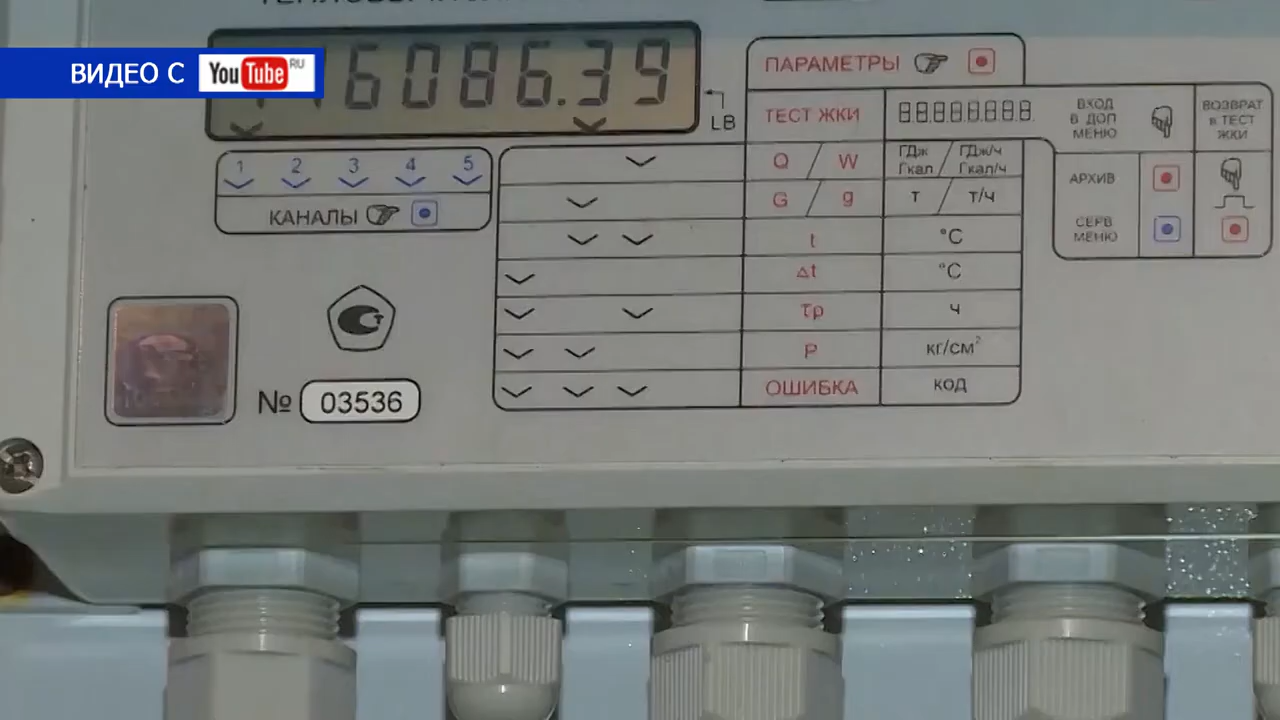 ВИДЕО С YouTube RU
6086.39
LB
1 2 3 4 5
КАНАЛЫ
№ 03536
ПАРАМЕТРЫ
ТЕСТ ЖКИ 88888888
Q / W ГДж / ГДж/ч
Гкал / Гкал/ч
G / g т / т/ч
t °С
Δt °С
τр ч
Р кг/см²
ОШИБКА код
ВХОД
В ДОП
МЕНЮ
ВОЗВРАТ
в ТЕСТ
ЖКИ
АРХИВ
СЕРВ
МЕНЮ